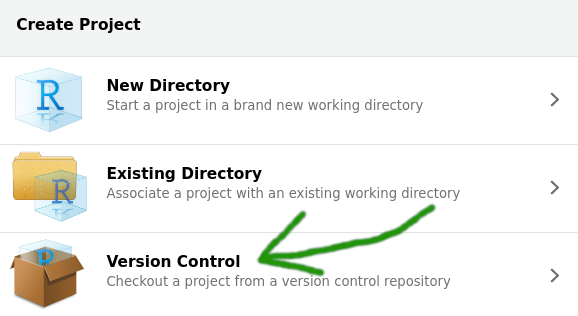 Create Project
New Directory
Start a project in a brand new working directory
Existing Directory
Associate a project with an existing working directory
Version Control
Checkout a project from a version control repository